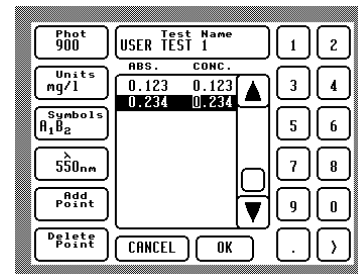 Phot
900
Test Name
USER TEST 1
1
2
Units
mg/l
ABS. CONC.
0.123 0.123
0.234 0.234
3
4
Symbols
A₁B₂
5
6
λ
550nm
7
8
Add
Point
9
0
Delete
Point
CANCEL
OK
.
〉